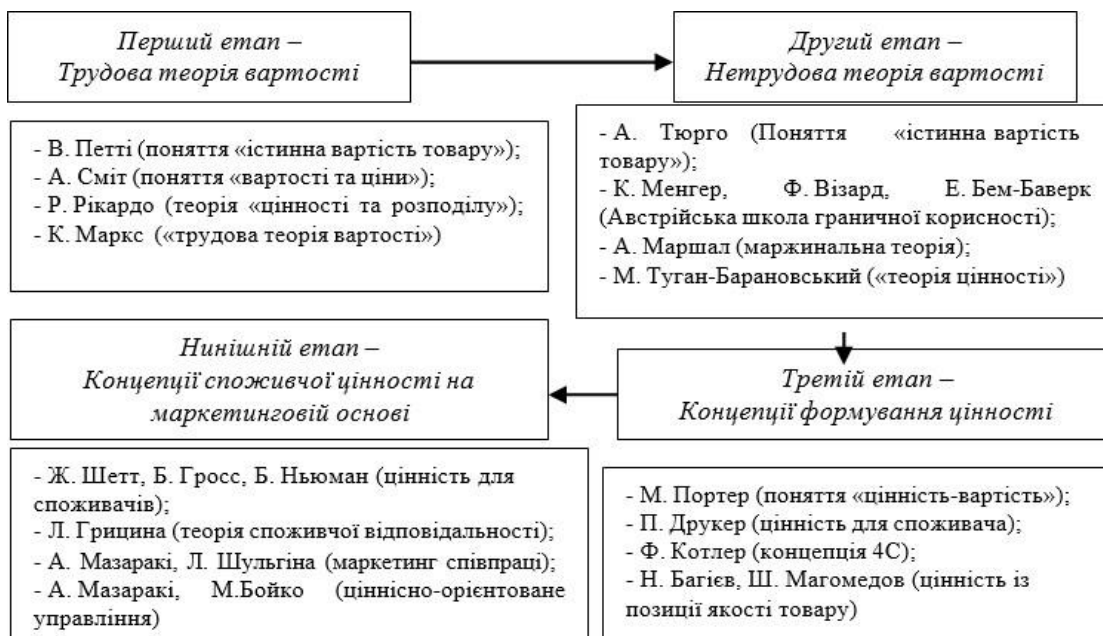 Перший етап –
Трудова теорія вартості
Другий етап –
Нетрудова теорія вартості
- В. Петті (поняття «істинна вартість товару»);
- А. Сміт (поняття «вартості та ціни»);
- Р. Рікардо (теорія «цінності та розподілу»);
- К. Маркс («трудова теорія вартості»)
- А. Тюрго (Поняття «істинна вартість
товару»);
- К. Менгер, Ф. Візард, Е. Бем-Баверк
(Австрійська школа граничної корисності);
- А. Маршал (маржинальна теорія);
- М. Туган-Барановський («теорія цінності»)
Нинішній етап –
Концепції споживчої цінності на
маркетинговій основі
Третій етап –
Концепції формування цінності
- Ж. Шетт, Б. Гросс, Б. Ньюман (цінність для
споживачів);
- Л. Грицина (теорія споживчої відповідальності);
- А. Мазаракі, Л. Шульгіна (маркетинг співпраці);
- А. Мазаракі, М.Бойко (ціннісно-орієнтоване
управління)
- М. Портер (поняття «цінність-вартість»);
- П. Друкер (цінність для споживача);
- Ф. Котлер (концепція 4С);
- Н. Багієв, Ш. Магомедов (цінність із
позиції якості товару)